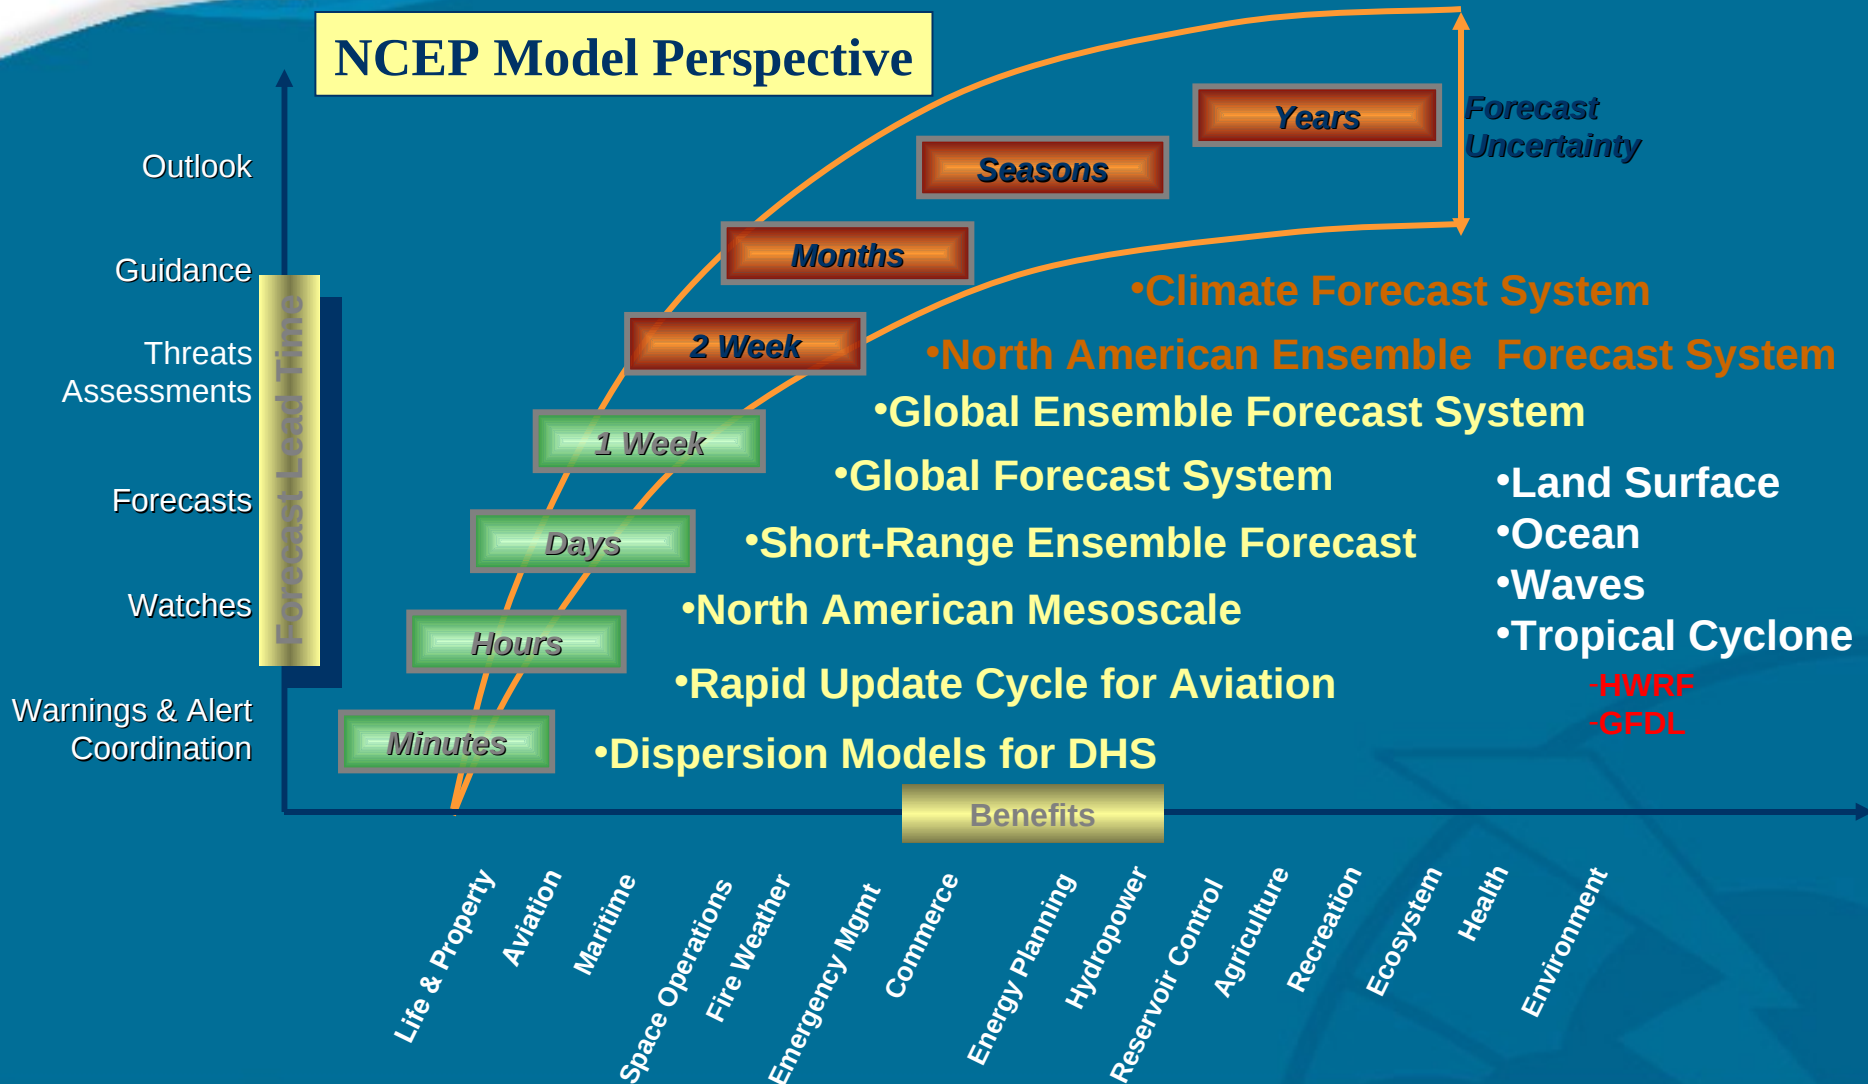 NCEP Model Perspective
Years
Forecast
Uncertainty
Outlook
Seasons
Months
Guidance
•Climate Forecast System
Forecast Lead Time
Threats
Assessments
2 Week
•North American Ensemble  Forecast System
•Global Ensemble Forecast System
1 Week
•Global Forecast System
Forecasts
Days
•Short-Range Ensemble Forecast
•Land Surface
•Ocean
•Waves
•Tropical Cyclone
-HWRF
-GFDL
Watches
Hours
•North American Mesoscale
•Rapid Update Cycle for Aviation
Warnings & Alert
Coordination
Minutes
•Dispersion Models for DHS
Benefits
Life & Property
Aviation
Maritime
Space Operations
Fire Weather
Emergency Mgmt
Commerce
Energy Planning
Hydropower
Reservoir Control
Agriculture
Recreation
Ecosystem
Health
Environment